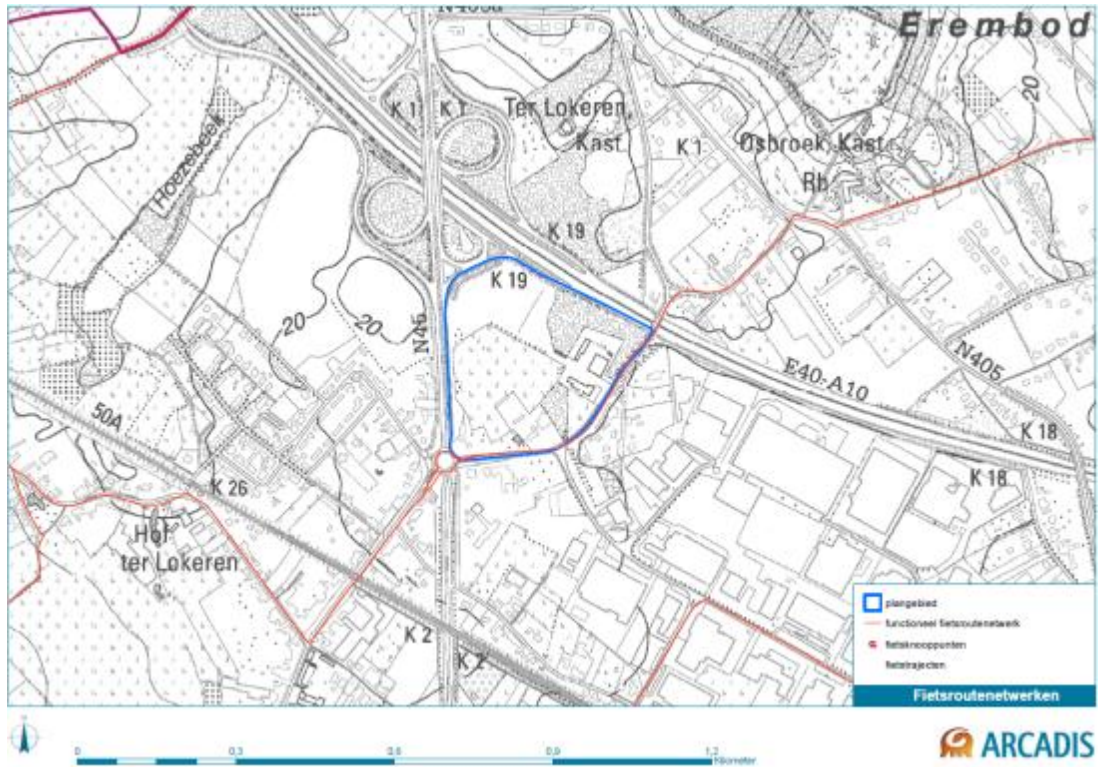 N405a
Erembod
K 1
K 1
Ter Lokeren
Kast
K 1
Osbroek Kast
Rb
20
Hoezebeek
K 19
K 19
20
20
N45
E40-A10
N405
50A
K 18
K 18
K 26
Hof
ter Lokeren
K 2
K 2
plangebied
functioneel fietsroutenetwerk
fietsknooppunten
fietstrajecten
Fietsroutenetwerken
0 0,3 0,6 0,9 1,2
Kilometer
ARCADIS